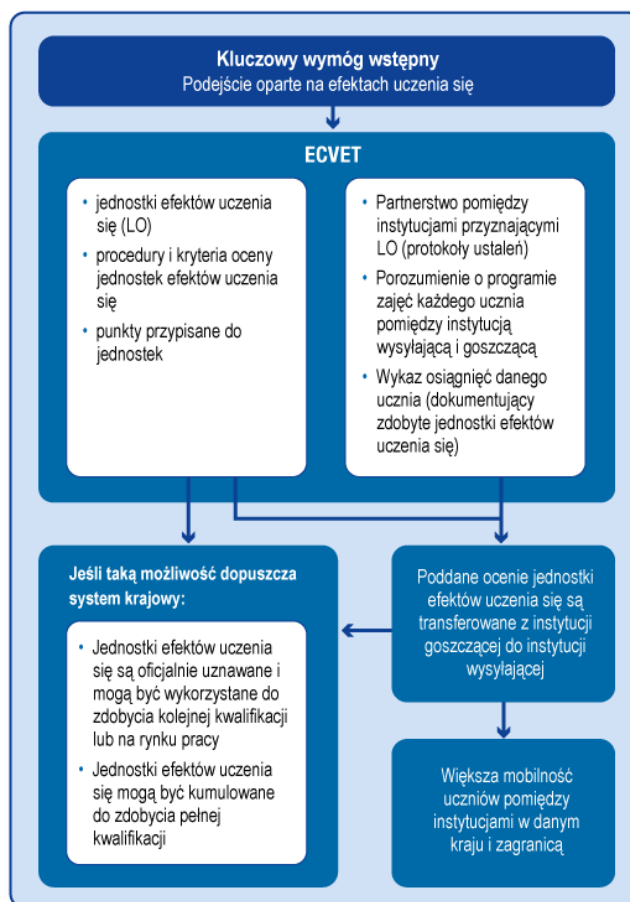 Kluczowy wymóg wstępny
Podejście oparte na efektach uczenia się
ECVET
• jednostki efektów uczenia
się (LO)
• procedury i kryteria oceny
jednostek efektów uczenia
się
• punkty przypisane do
jednostek
• Partnerstwo pomiędzy
instytucjami przyznającymi
LO (protokoły ustaleń)
• Porozumienie o programie
zajęć każdego ucznia
pomiędzy instytucją
wysyłającą i goszczącą
• Wykaz osiągnięć danego
ucznia (dokumentujący
zdobyte jednostki efektów
uczenia się)
Jeśli taką możliwość dopuszcza
system krajowy:
• Jednostki efektów uczenia
się są oficjalnie uznawane i
mogą być wykorzystane do
zdobycia kolejnej kwalifikacji
lub na rynku pracy
• Jednostki efektów uczenia
się mogą być kumulowane
do zdobycia pełnej
kwalifikacji
Poddane ocenie jednostki
efektów uczenia się są
transferowane z instytucji
goszczącej do instytucji
wysyłającej
Większa mobilność
uczniów pomiędzy
instytucjami w danym
kraju i zagranicą